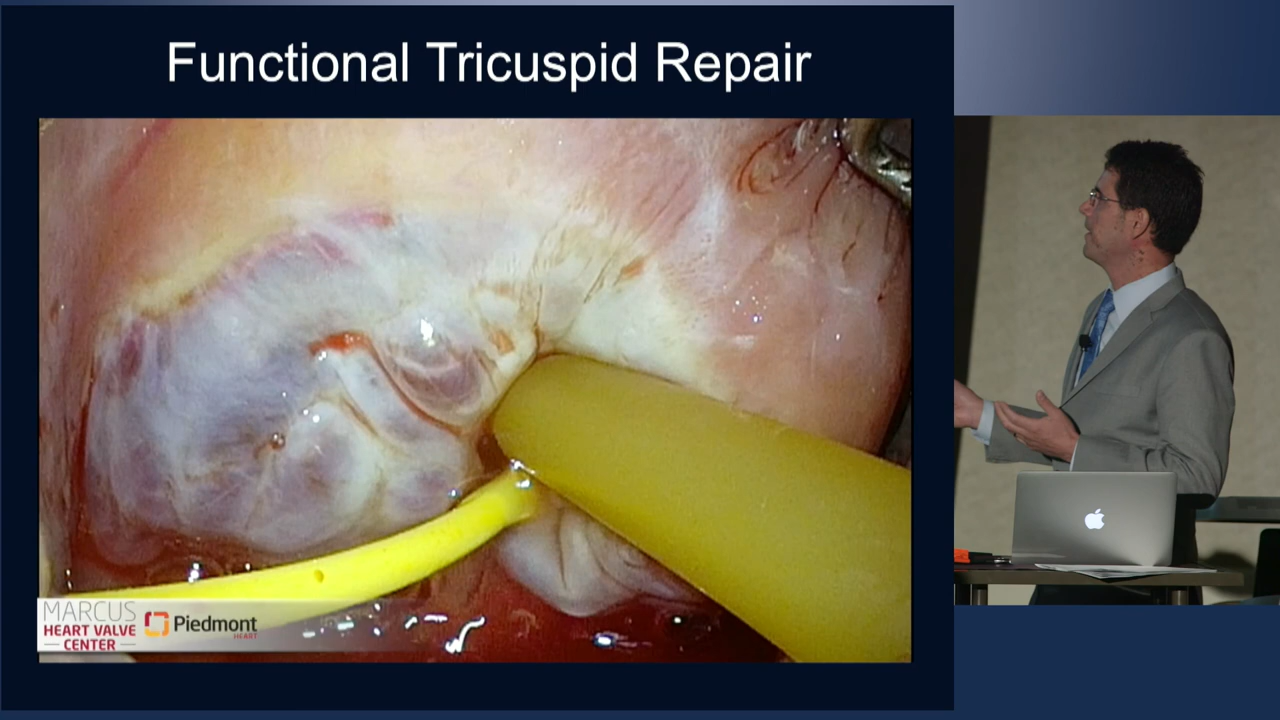 Functional Tricuspid Repair
MARCUS
HEART VALVE
CENTER
Piedmont
HEART